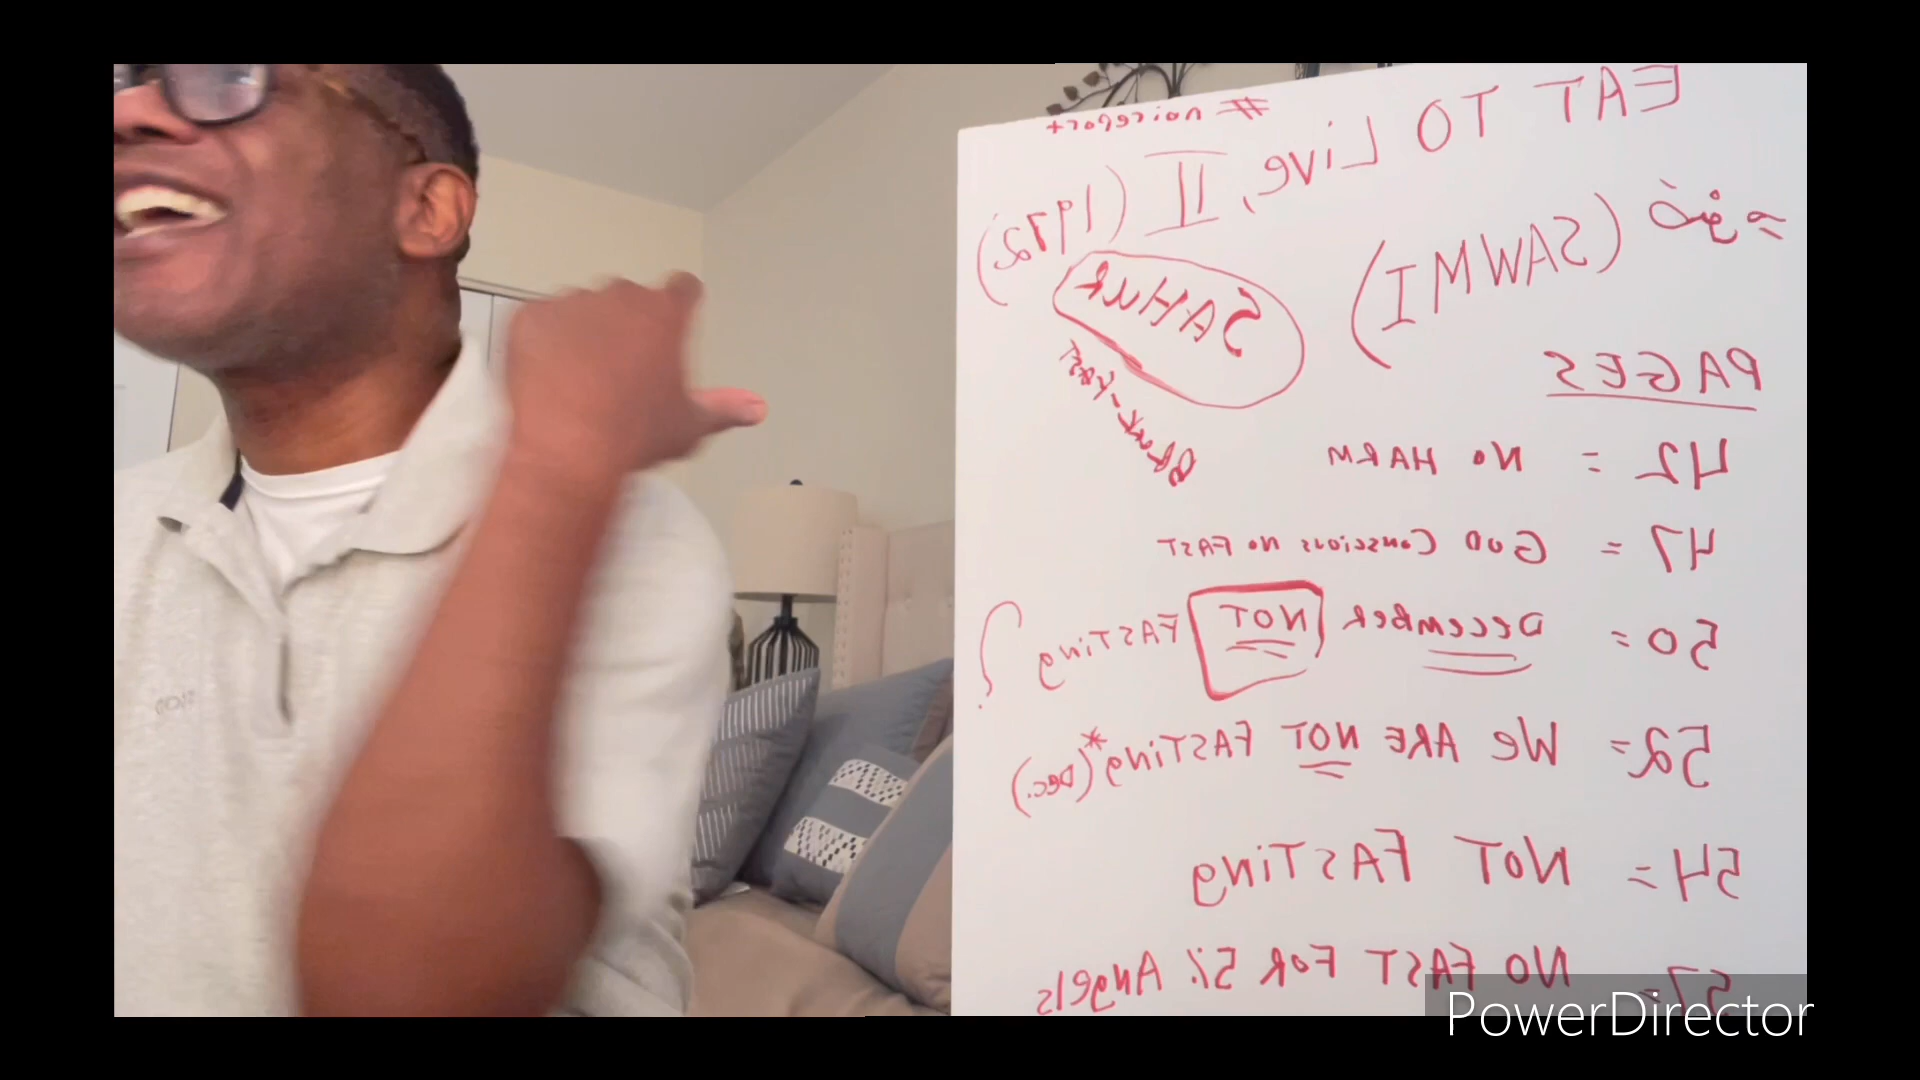 EAT TO Live, II (1972)
#noireport
(SAWMI)
SAHUR
Break-fast
PAGES
42 = No HARM
47 = GOD Conscious No FAST
50 = DECEMBER NOT FASTing ?
52 = We ARE NOT FASTing* (DEC.)
54 = NOT FASTing
57 = NO FAST FOR 5% Angels
PowerDirector